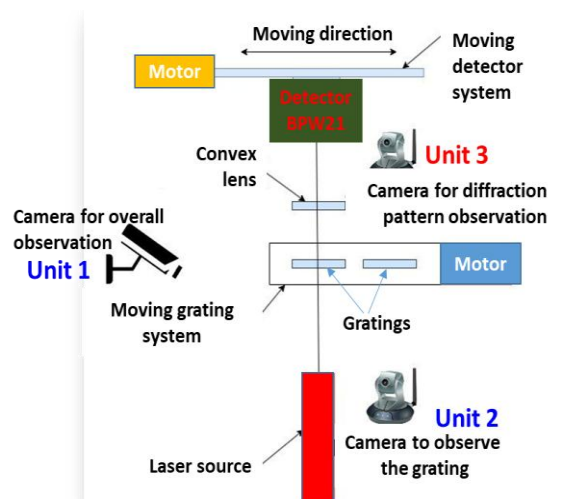 Moving direction
Moving
detector
system
Motor
Detector
BPW21
Unit 3
Convex
lens
Camera for diffraction
pattern observation
Camera for overall
observation
Unit 1
Motor
Moving grating
system
Gratings
Unit 2
Camera to observe
the grating
Laser source